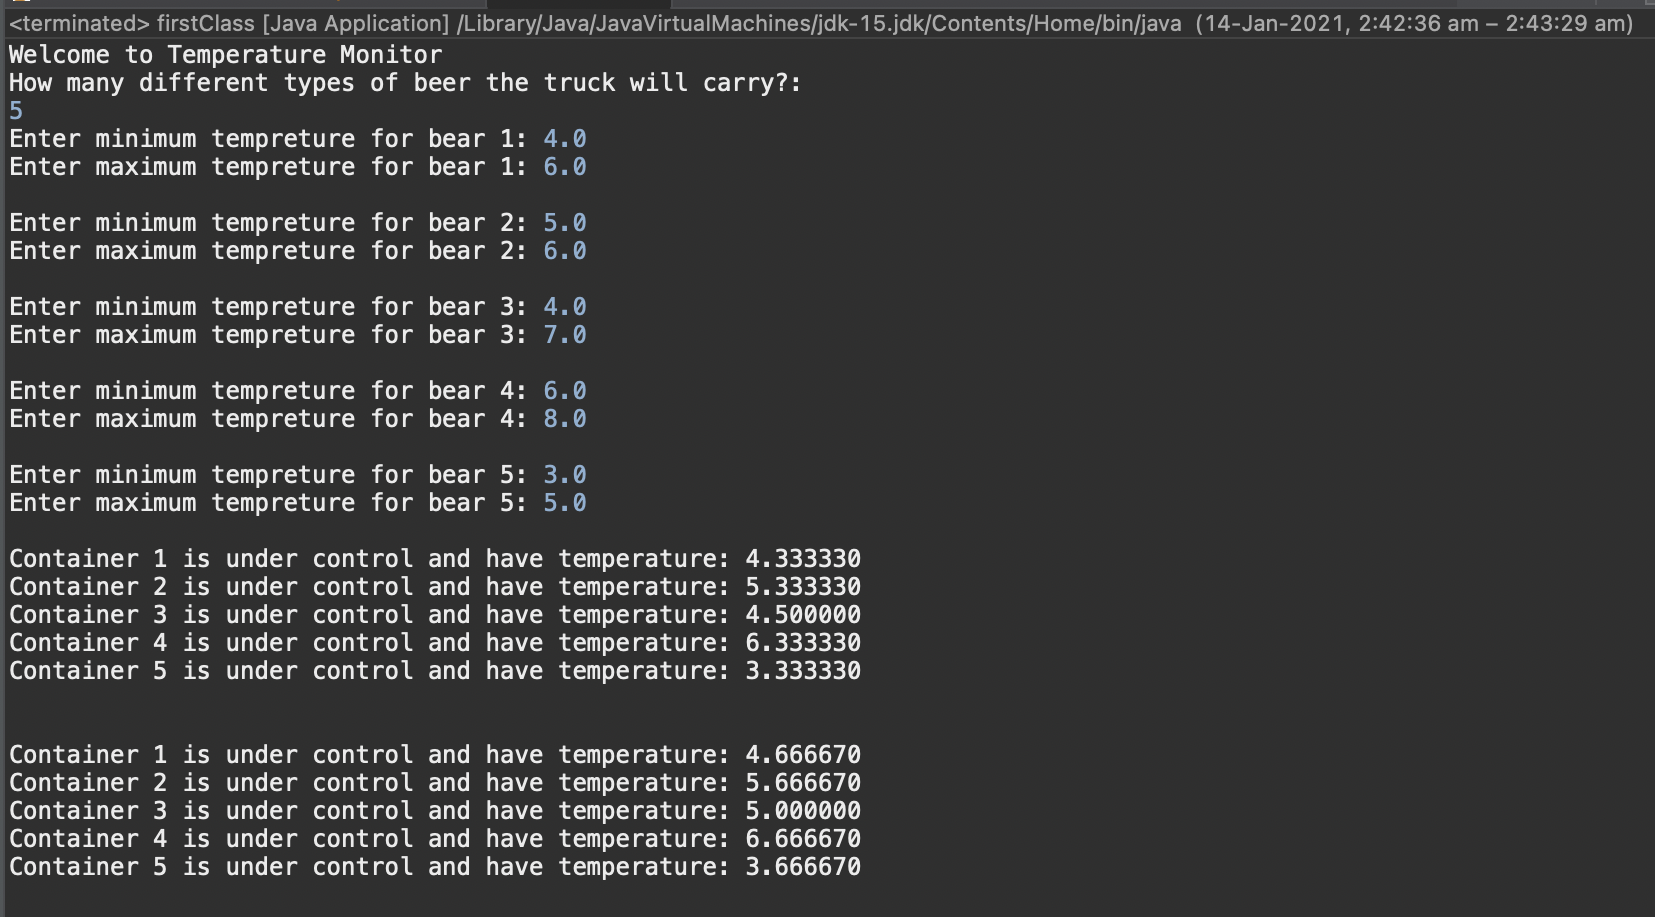 <terminated> firstClass [Java Application] /Library/Java/JavaVirtualMachines/jdk-15.jdk/Contents/Home/bin/java (14-Jan-2021, 2:42:36 am – 2:43:29 am)
Welcome to Temperature Monitor
How many different types of beer the truck will carry?:
5
Enter minimum tempreture for bear 1: 4.0
Enter maximum tempreture for bear 1: 6.0
Enter minimum tempreture for bear 2: 5.0
Enter maximum tempreture for bear 2: 6.0
Enter minimum tempreture for bear 3: 4.0
Enter maximum tempreture for bear 3: 7.0
Enter minimum tempreture for bear 4: 6.0
Enter maximum tempreture for bear 4: 8.0
Enter minimum tempreture for bear 5: 3.0
Enter maximum tempreture for bear 5: 5.0
Container 1 is under control and have temperature: 4.333330
Container 2 is under control and have temperature: 5.333330
Container 3 is under control and have temperature: 4.500000
Container 4 is under control and have temperature: 6.333330
Container 5 is under control and have temperature: 3.333330
Container 1 is under control and have temperature: 4.666670
Container 2 is under control and have temperature: 5.666670
Container 3 is under control and have temperature: 5.000000
Container 4 is under control and have temperature: 6.666670
Container 5 is under control and have temperature: 3.666670